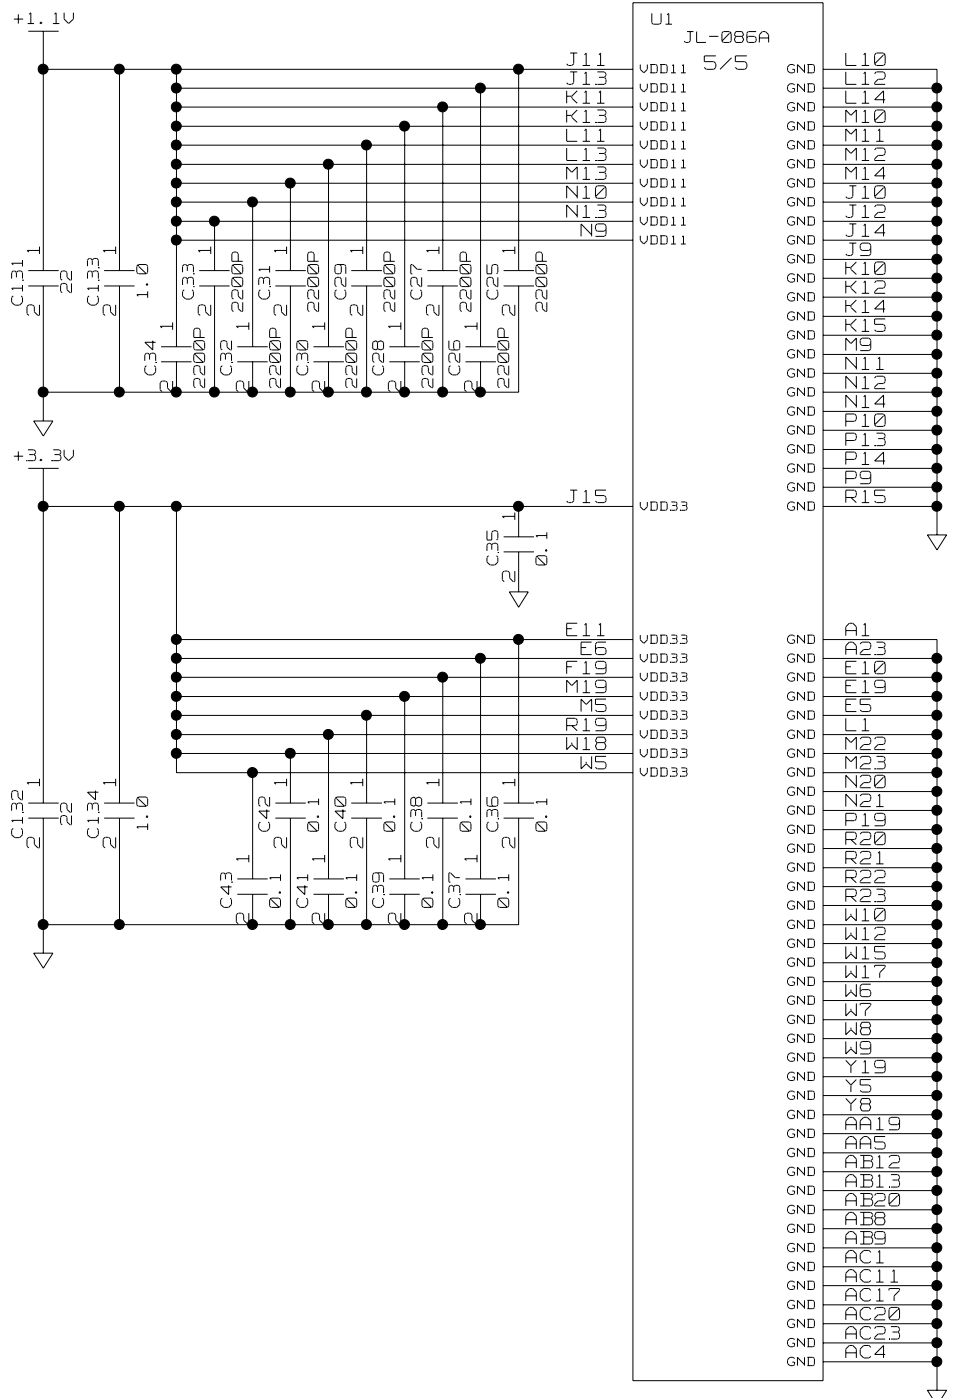 +1.1V
U1
JL-086A
5/5
J11 VDD11 GND L10
J13 VDD11 GND L12
K11 VDD11 GND L14
K13 VDD11 GND M10
L11 VDD11 GND M11
L13 VDD11 GND M12
M13 VDD11 GND M14
N10 VDD11 GND J10
N13 VDD11 GND J12
N9 VDD11 GND J14
GND J9
GND K10
GND K12
GND K14
GND K15
GND M9
GND N11
GND N12
GND N14
GND P10
GND P13
GND P14
GND P9
C131 1 2 22
C133 1 2 1.0
C33 1 2 2200P
C31 1 2 2200P
C29 1 2 2200P
C27 1 2 2200P
C25 1 2 2200P
C34 1 2 2200P
C32 1 2 2200P
C30 1 2 2200P
C28 1 2 2200P
C26 1 2 2200P
+3.3V
J15 VDD33 GND R15
C35 1 2 0.1
E11 VDD33 GND A1
E6 VDD33 GND A23
F19 VDD33 GND E10
M19 VDD33 GND E19
M5 VDD33 GND E5
R19 VDD33 GND L1
W18 VDD33 GND M22
W5 VDD33 GND M23
GND N20
GND N21
GND P19
GND R20
GND R21
GND R22
GND R23
GND W10
GND W12
GND W15
GND W17
GND W6
GND W7
GND W8
GND W9
GND Y19
GND Y5
GND Y8
GND AA19
GND AA5
GND AB12
GND AB13
GND AB20
GND AB8
GND AB9
GND AC1
GND AC11
GND AC17
GND AC20
GND AC23
GND AC4
C132 1 2 22
C134 1 2 1.0
C42 1 2 0.1
C40 1 2 0.1
C38 1 2 0.1
C36 1 2 0.1
C43 1 2 0.1
C41 1 2 0.1
C39 1 2 0.1
C37 1 2 0.1